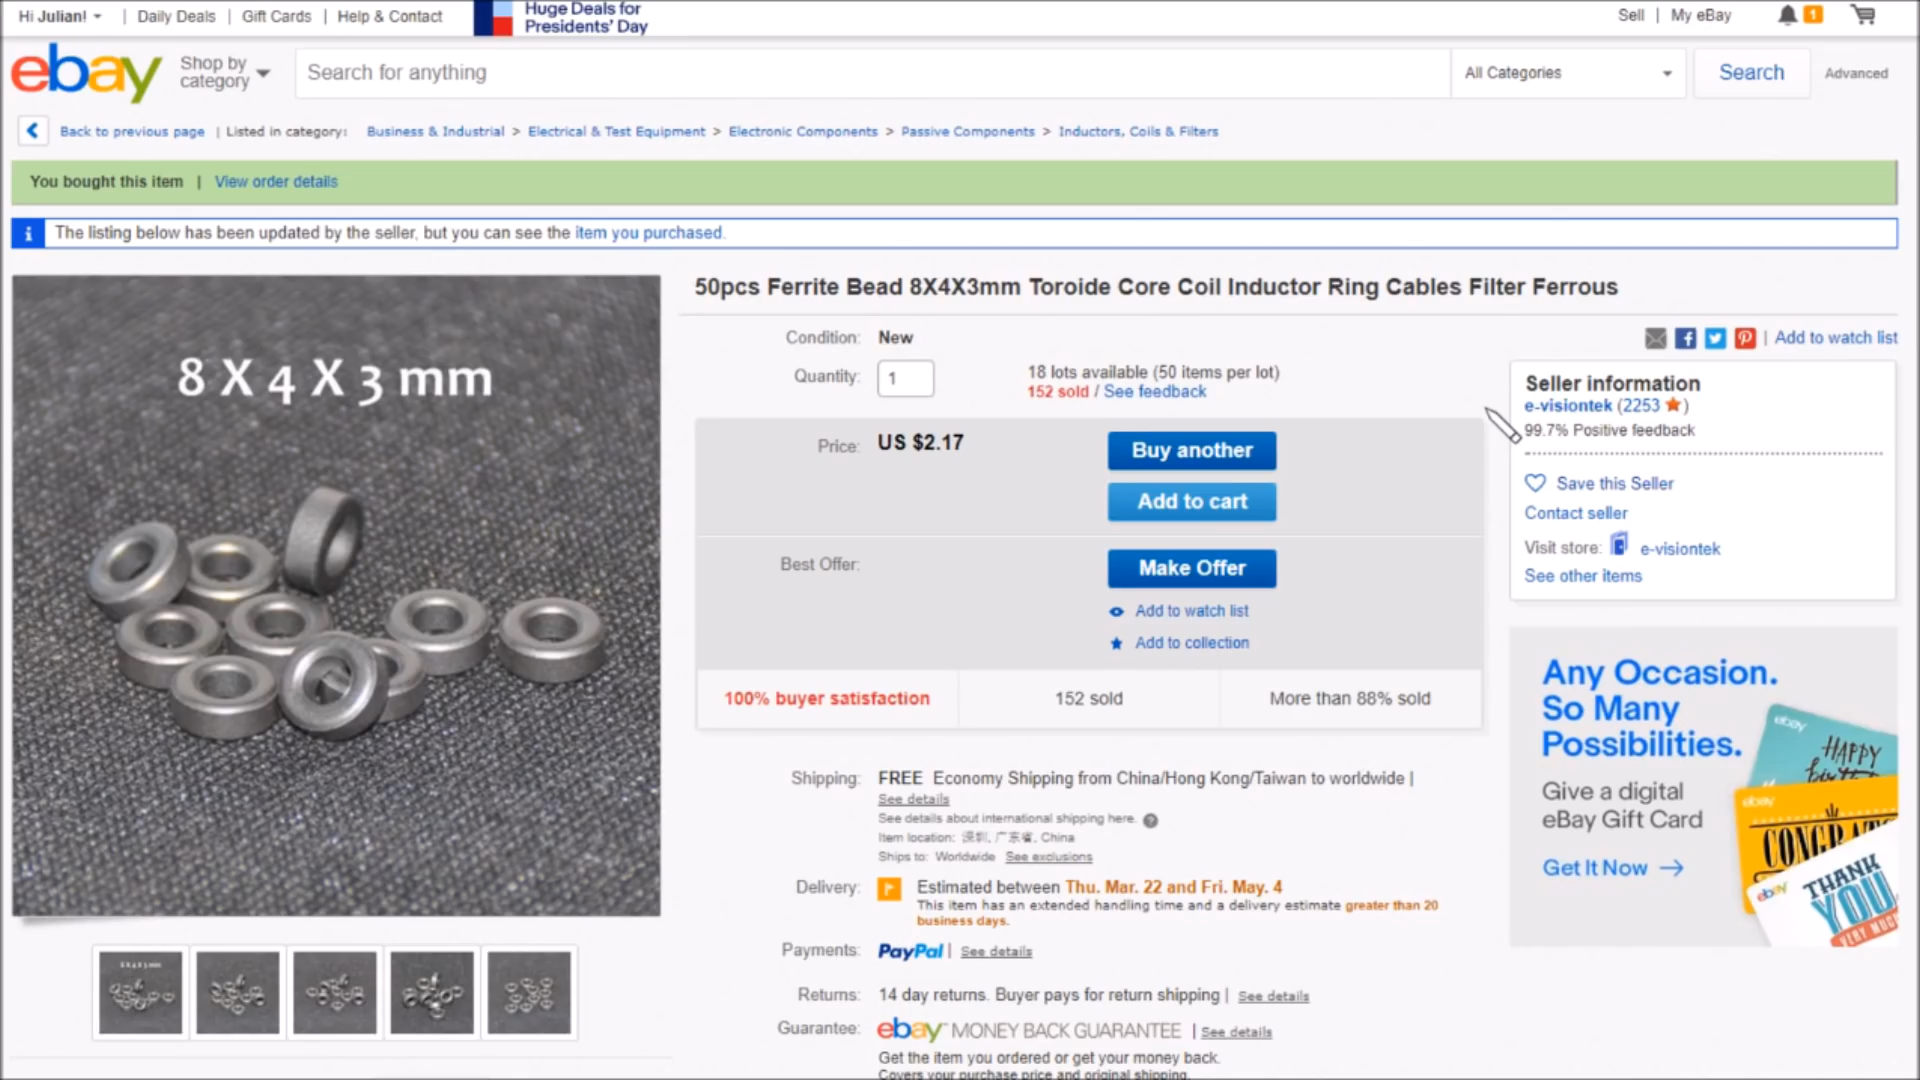 Hi Julian! | Daily Deals | Gift Cards | Help & Contact
Huge Deals for
Presidents' Day
Sell | My eBay
1
ebay
Shop by
category
Search for anything
All Categories
Search
Advanced
Back to previous page | Listed in category: Business & Industrial > Electrical & Test Equipment > Electronic Components > Passive Components > Inductors, Coils & Filters
You bought this item | View order details
i The listing below has been updated by the seller, but you can see the item you purchased.
8 X 4 X 3 mm
50pcs Ferrite Bead 8X4X3mm Toroide Core Coil Inductor Ring Cables Filter Ferrous
Condition: New
Quantity: 1
18 lots available (50 items per lot)
152 sold / See feedback
Price: US $2.17
Buy another
Add to cart
Best Offer:
Make Offer
Add to watch list
Add to collection
100% buyer satisfaction
152 sold
More than 88% sold
Shipping: FREE Economy Shipping from China/Hong Kong/Taiwan to worldwide |
See details
See details about international shipping here. ?
Item location: 深圳, 广东省, China
Ships to: Worldwide See exclusions
Delivery: Estimated between Thu. Mar. 22 and Fri. May. 4
This item has an extended handling time and a delivery estimate greater than 20
business days.
Payments: PayPal | See details
Returns: 14 day returns. Buyer pays for return shipping | See details
Guarantee: ebay MONEY BACK GUARANTEE | See details
Get the item you ordered or get your money back.
Covers your purchase price and original shipping.
| Add to watch list
Seller information
e-visiontek (2253 )
99.7% Positive feedback
Save this Seller
Contact seller
Visit store: e-visiontek
See other items
Any Occasion.
So Many
Possibilities.
Give a digital
eBay Gift Card
Get It Now →
ebay
HAPPY
ebay
ebay
THANK
YOU
VERY